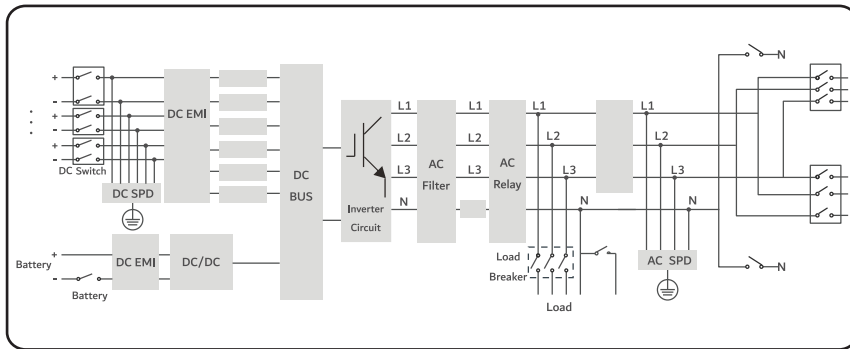 +
-
+
-
+
-
DC Switch
DC SPD
DC EMI
Battery
+
-
Battery
DC EMI
DC/DC
DC
BUS
Inverter
Circuit
L1
L2
L3
N
AC
Filter
L1
L2
L3
AC
Relay
L1
L2
L3
N
Load
Breaker
Load
L1
L2
L3
N
AC SPD
N
N